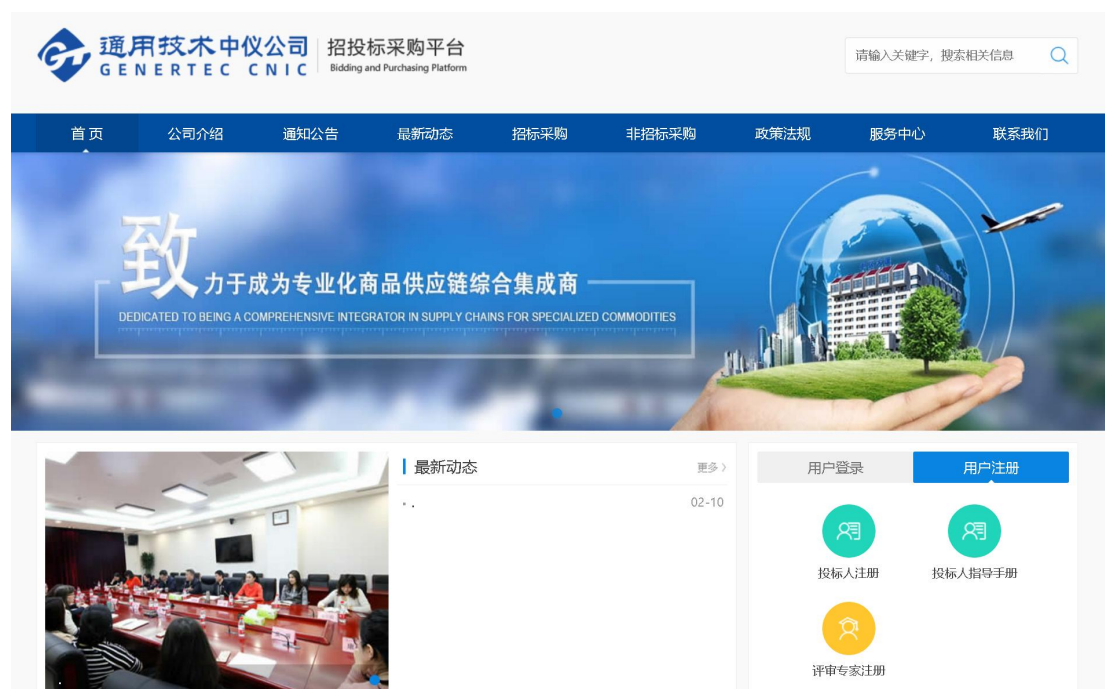 通用技术中仪公司
GENERTEC CNIC
招投标采购平台
Bidding and Purchasing Platform
请输入关键字，搜索相关信息
首 页 公司介绍 通知公告 最新动态 招标采购 非招标采购 政策法规 服务中心 联系我们
致力于成为专业化商品供应链综合集成商
DEDICATED TO BEING A COMPREHENSIVE INTEGRATOR IN SUPPLY CHAINS FOR SPECIALIZED COMMODITIES
最新动态 更多 〉
· . 02-10
.
用户登录 用户注册
投标人注册 投标人指导手册
评审专家注册